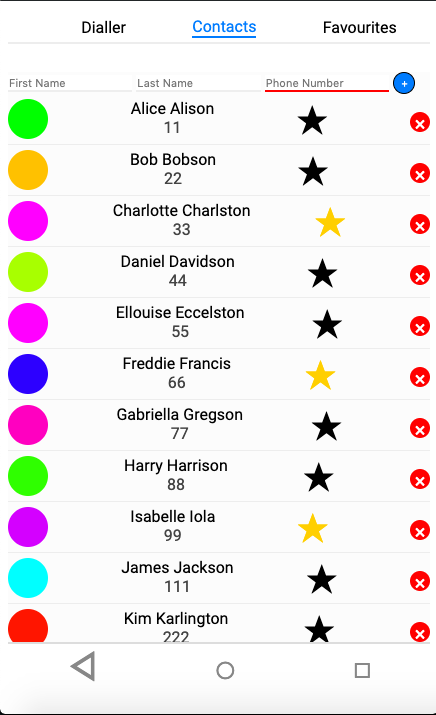 Dialler Contacts Favourites
First Name Last Name Phone Number +
Alice Alison
11
Bob Bobson
22
Charlotte Charlston
33
Daniel Davidson
44
Ellouise Eccelston
55
Freddie Francis
66
Gabriella Gregson
77
Harry Harrison
88
Isabelle Iola
99
James Jackson
111
Kim Karlington
222